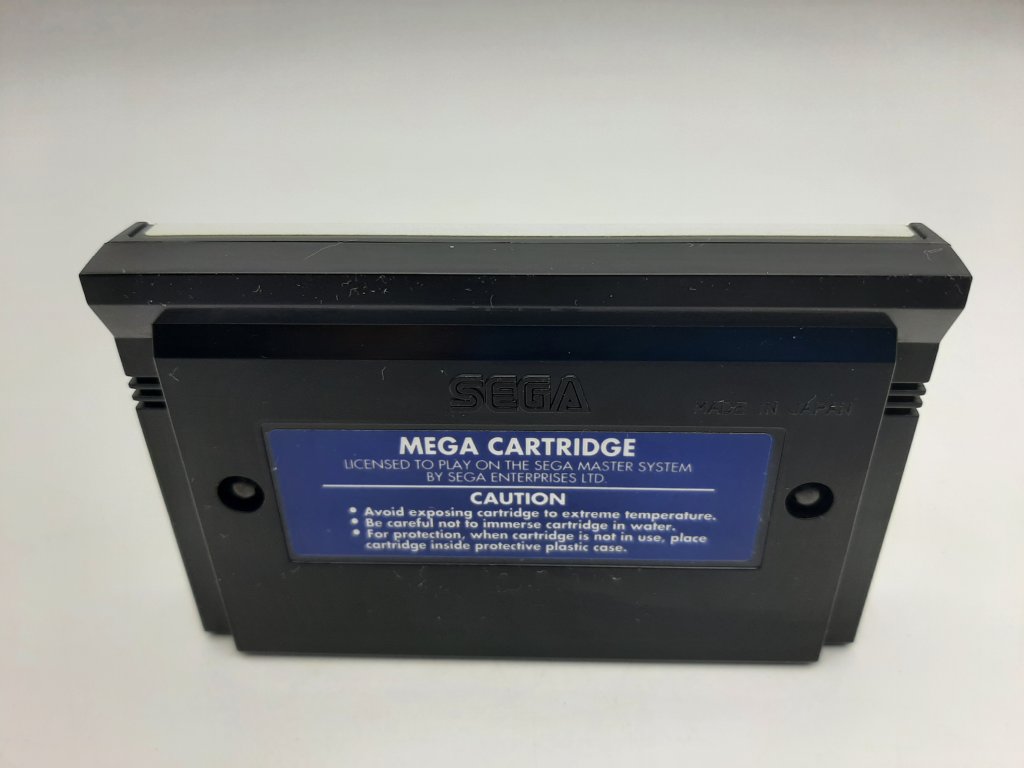 SEGA
MADE IN JAPAN
MEGA CARTRIDGE
LICENSED TO PLAY ON THE SEGA MASTER SYSTEM
BY SEGA ENTERPRISES LTD.
CAUTION
• Avoid exposing cartridge to extreme temperature.
• Be careful not to immerse cartridge in water.
• For protection, when cartridge is not in use, place
cartridge inside protective plastic case.